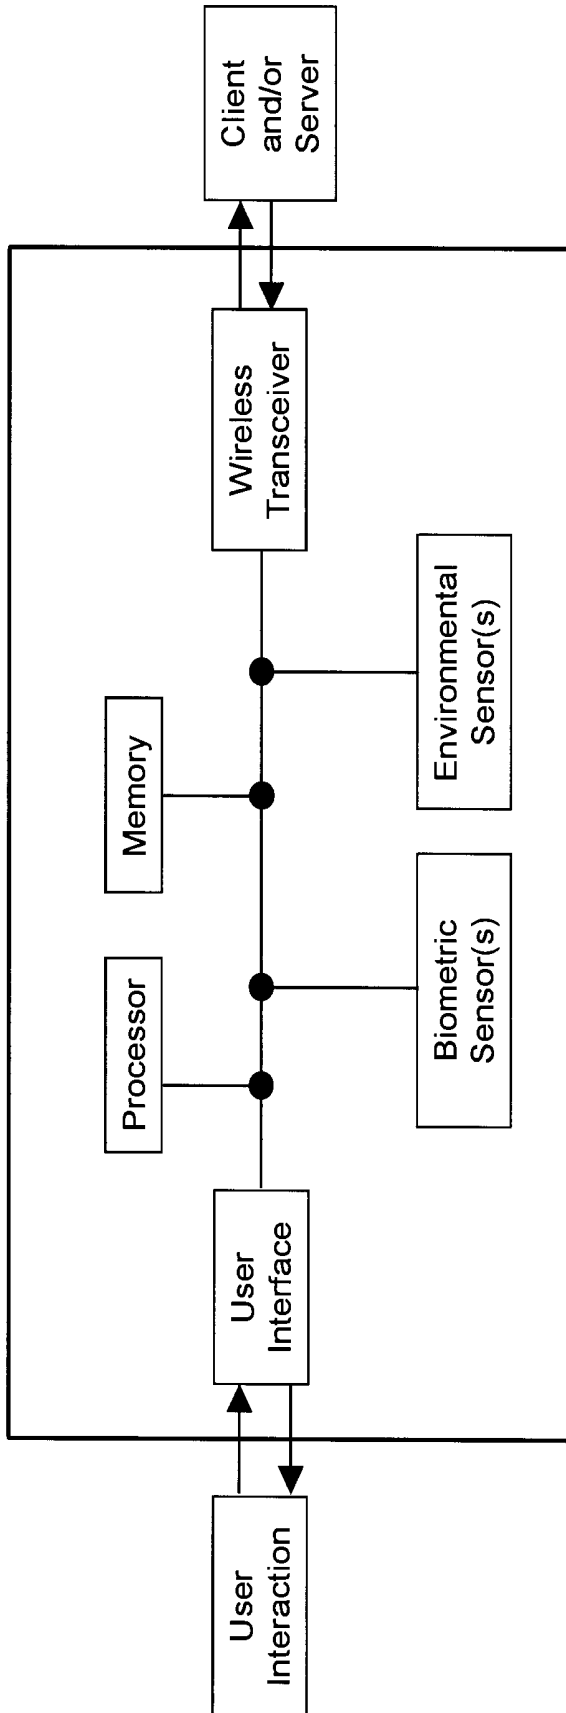 User
Interaction
User
Interface
Processor
Memory
Biometric
Sensor(s)
Environmental
Sensor(s)
Wireless
Transceiver
Client
and/or
Server